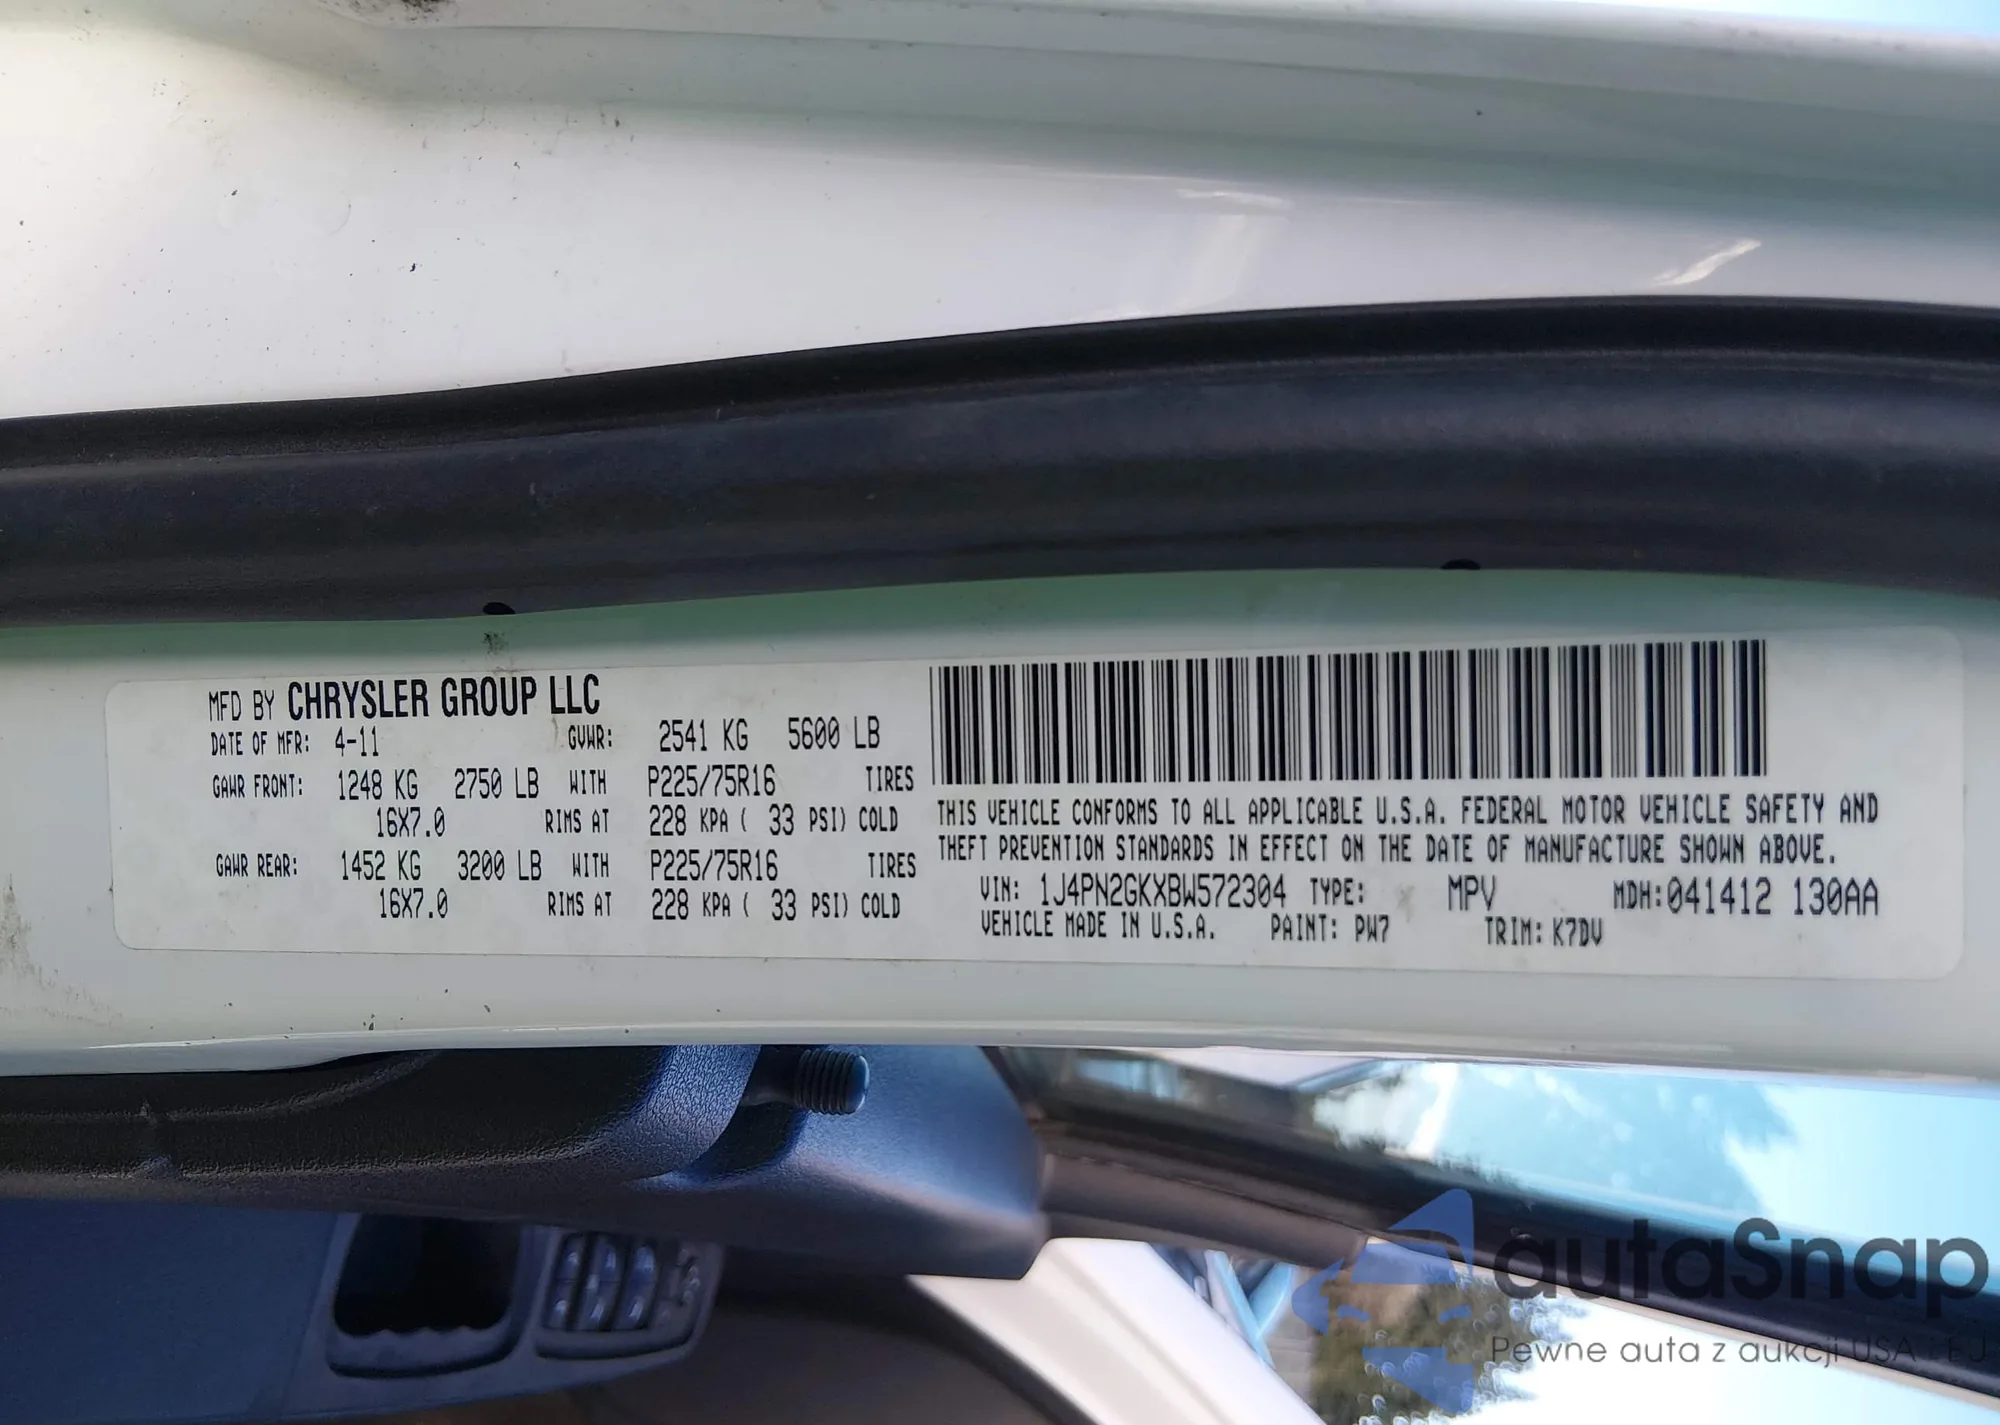 MFD BY CHRYSLER GROUP LLC
DATE OF MFR: 4-11 GVWR: 2541 KG 5600 LB
GAWR FRONT: 1248 KG 2750 LB WITH P225/75R16 TIRES
16X7.0 RIMS AT 228 KPA ( 33 PSI) COLD
GAWR REAR: 1452 KG 3200 LB WITH P225/75R16 TIRES
16X7.0 RIMS AT 228 KPA ( 33 PSI) COLD
THIS VEHICLE CONFORMS TO ALL APPLICABLE U.S.A. FEDERAL MOTOR VEHICLE SAFETY AND
THEFT PREVENTION STANDARDS IN EFFECT ON THE DATE OF MANUFACTURE SHOWN ABOVE.
VIN: 1J4PN2GKXBW572304 TYPE: MPV MDH:041412 130AA
VEHICLE MADE IN U.S.A. PAINT: PW7 TRIM: K7DV
autaSnap
Pewne auta z aukcji USA i EU